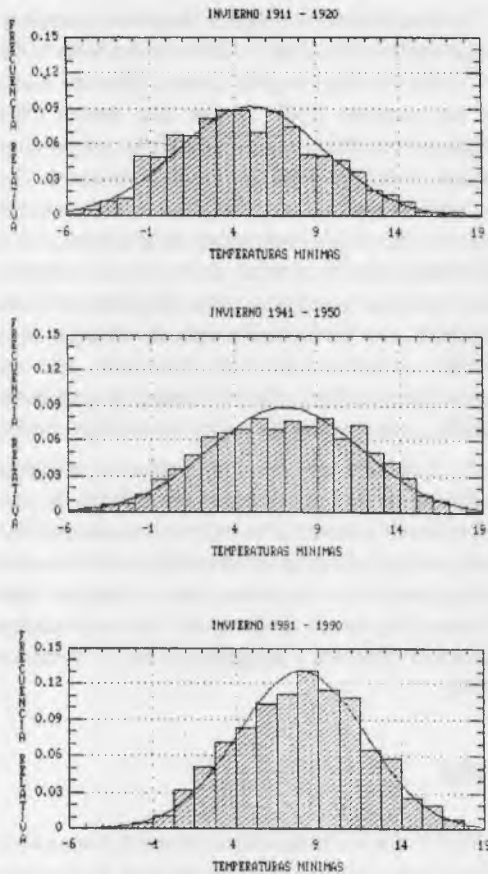 INVIERNO 1911 - 1920
FRECUENCIA RELATIVA
0.15
0.12
0.09
0.06
0.03
0
-6 -1 4 9 14 19
TEMPERATURAS MINIMAS
INVIERNO 1941 - 1950
FRECUENCIA RELATIVA
0.15
0.12
0.09
0.06
0.03
0
-6 -1 4 9 14 19
TEMPERATURAS MINIMAS
INVIERNO 1981 - 1990
FRECUENCIA RELATIVA
0.15
0.12
0.09
0.06
0.03
0
-6 -1 4 9 14 19
TEMPERATURAS MINIMAS